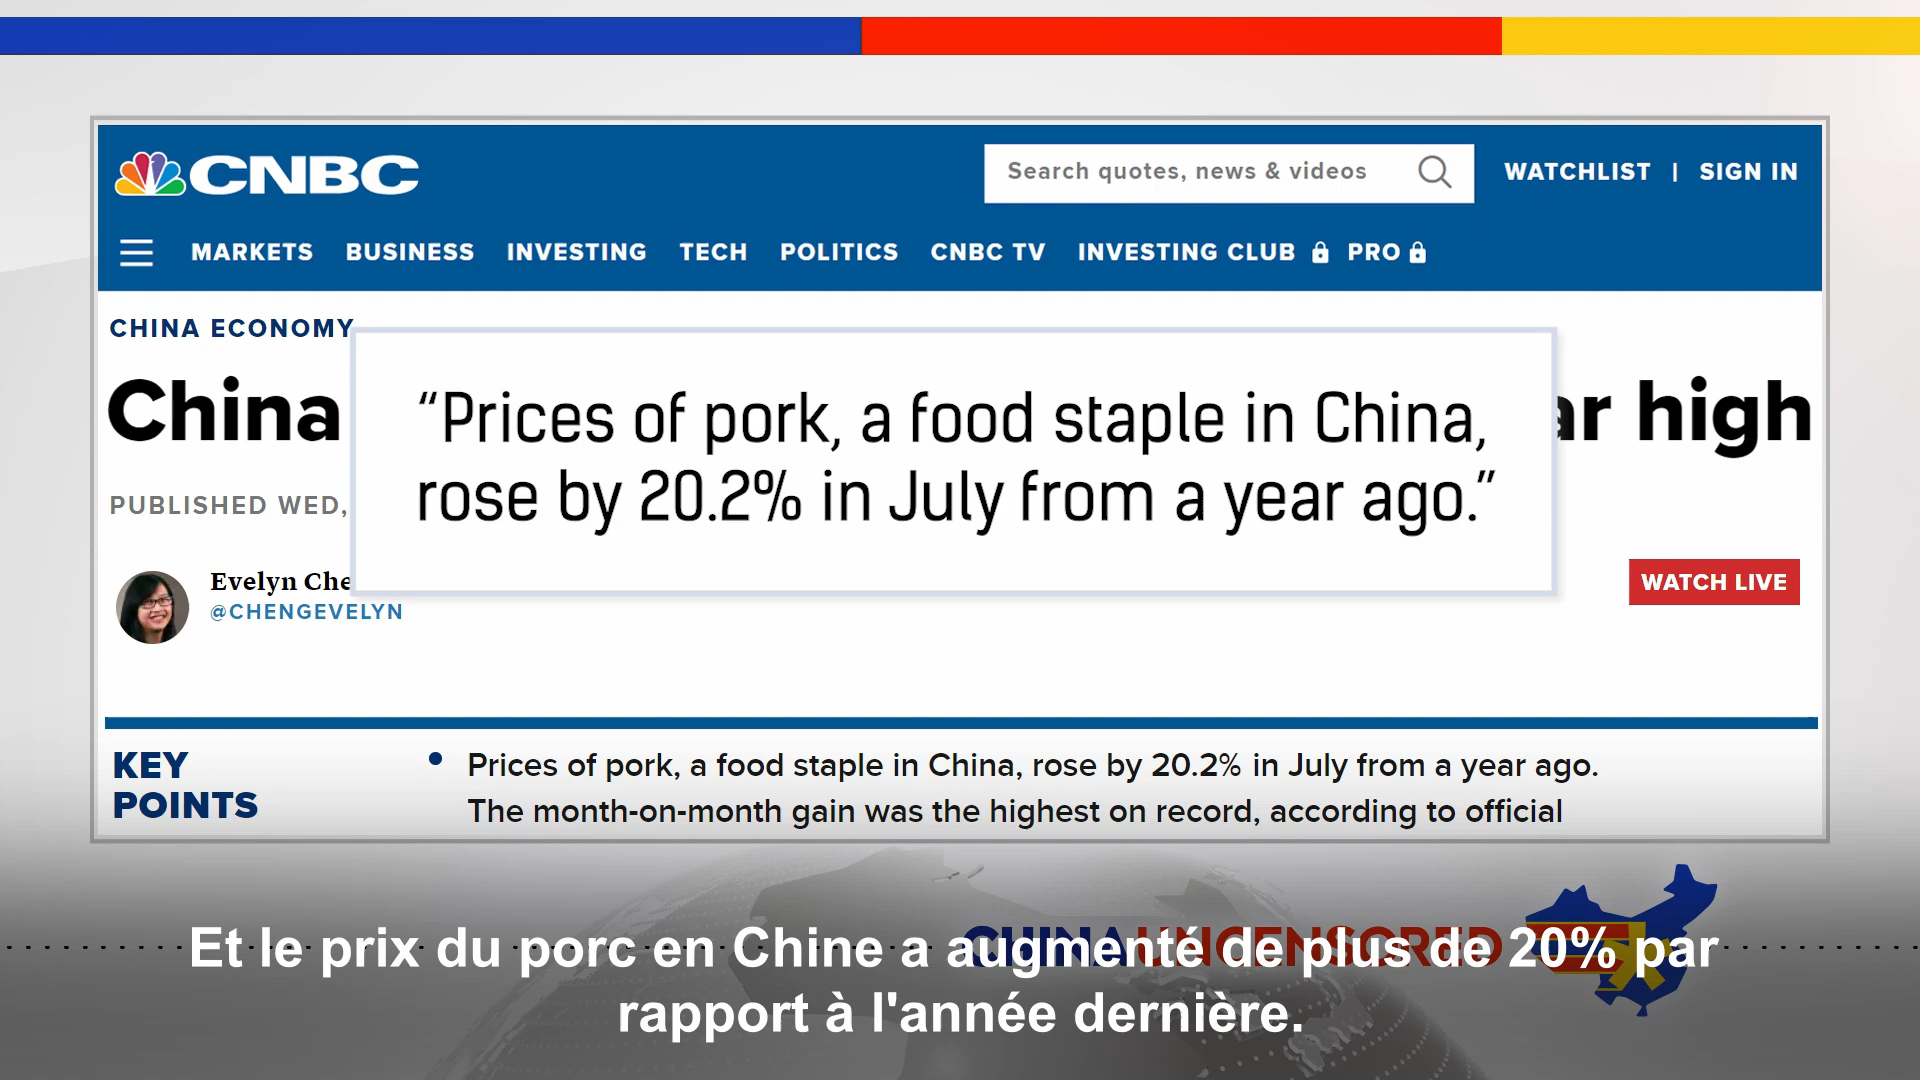 CNBC
Search quotes, news & videos
WATCHLIST | SIGN IN
MARKETS BUSINESS INVESTING TECH POLITICS CNBC TV INVESTING CLUB PRO
CHINA ECONOMY
China high
“Prices of pork, a food staple in China,
rose by 20.2% in July from a year ago.”
PUBLISHED WED,
Evelyn
@CHENGEVELYN
WATCH LIVE
KEY
POINTS
• Prices of pork, a food staple in China, rose by 20.2% in July from a year ago.
The month-on-month gain was the highest on record, according to official
CHINA UNCENSORED
Et le prix du porc en Chine a augmenté de plus de 20% par
rapport à l'année dernière.